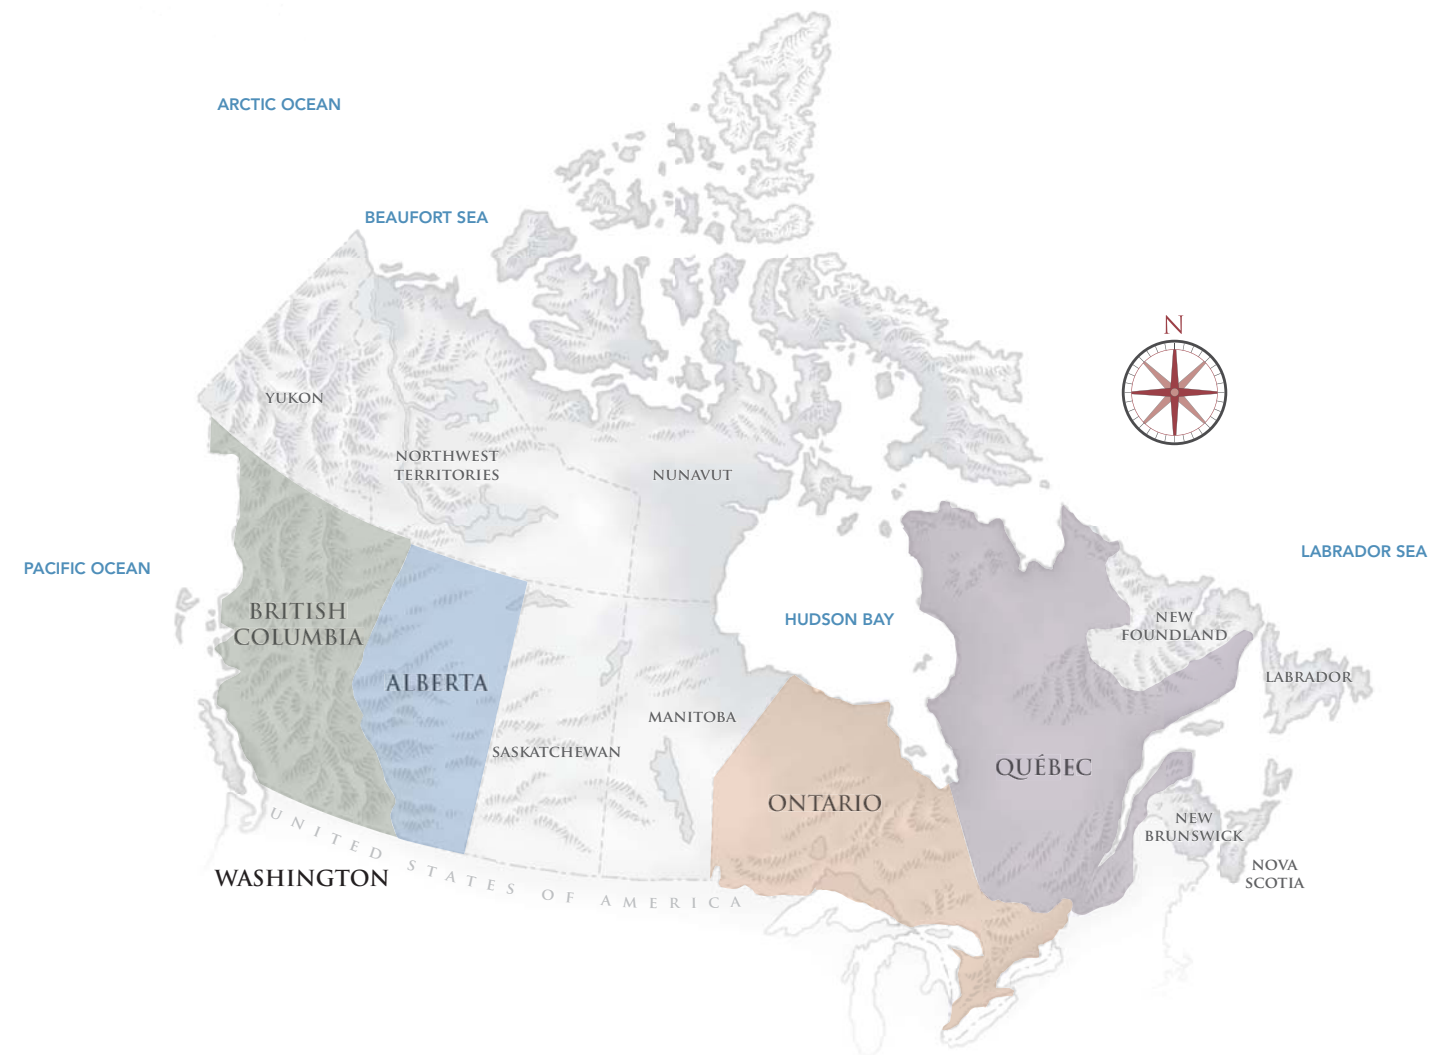 ARCTIC OCEAN
BEAUFORT SEA
N
YUKON
NORTHWEST
TERRITORIES
NUNAVUT
PACIFIC OCEAN
LABRADOR SEA
BRITISH
COLUMBIA
HUDSON BAY
NEW
FOUNDLAND
ALBERTA
LABRADOR
MANITOBA
SASKATCHEWAN
QUÉBEC
ONTARIO
NEW
BRUNSWICK
NOVA
SCOTIA
UNITED STATES OF AMERICA
WASHINGTON